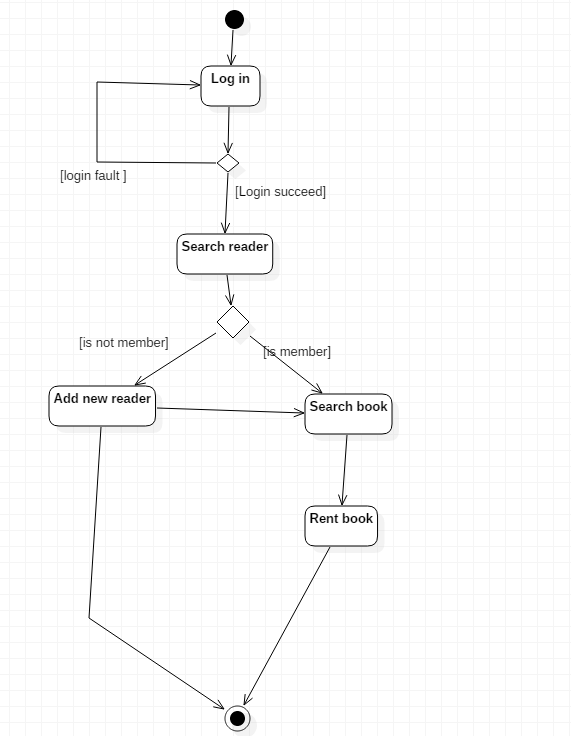 Log in
[login fault ]
[Login succeed]
Search reader
[is not member]
[is member]
Add new reader
Search book
Rent book